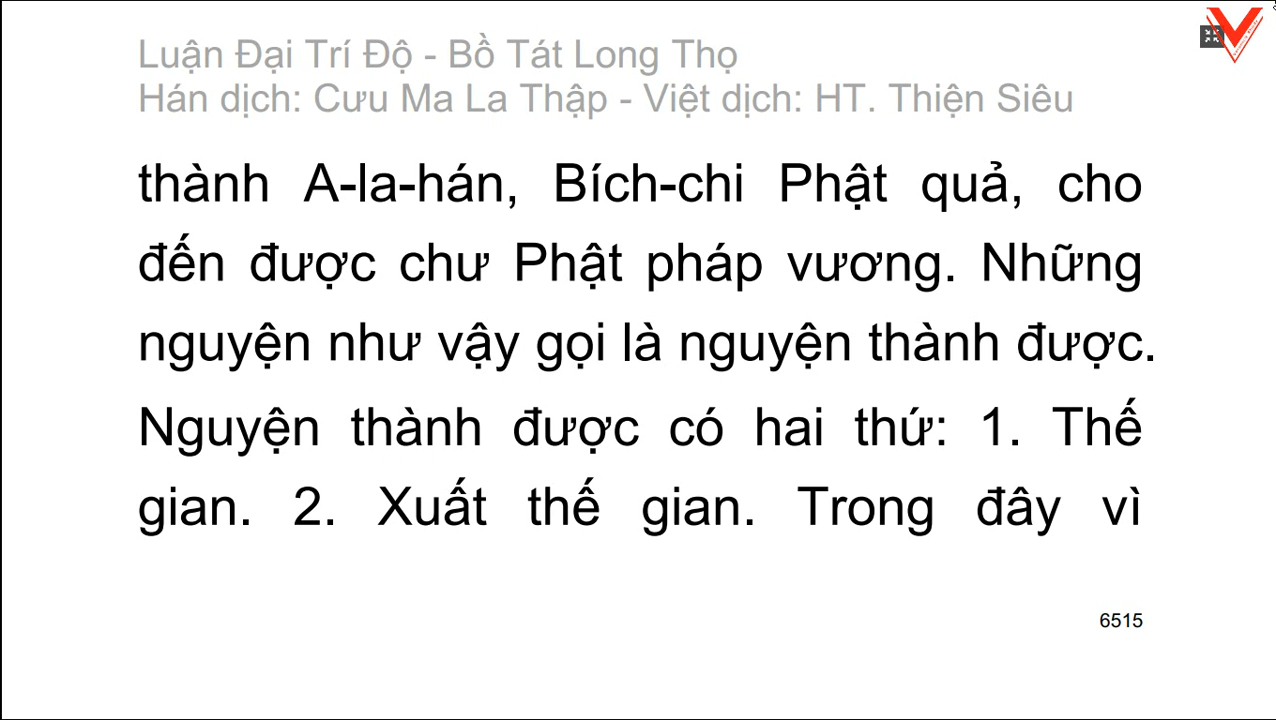 Luận Đại Trí Độ - Bồ Tát Long Thọ
Hán dịch: Cưu Ma La Thập - Việt dịch: HT. Thiện Siêu
thành A-la-hán, Bích-chi Phật quả, cho
đến được chư Phật pháp vương. Những
nguyện như vậy gọi là nguyện thành được.
Nguyện thành được có hai thứ: 1. Thế
gian. 2. Xuất thế gian. Trong đây vì
6515